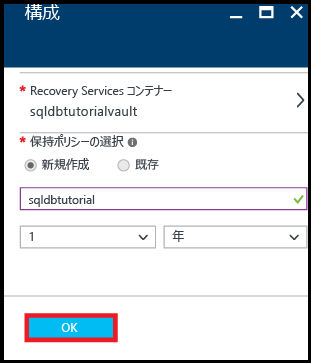 構成
* Recovery Services コンテナー
sqldbtutorialvault
* 保持ポリシーの選択
新規作成 既存
sqldbtutorial
1 年
OK